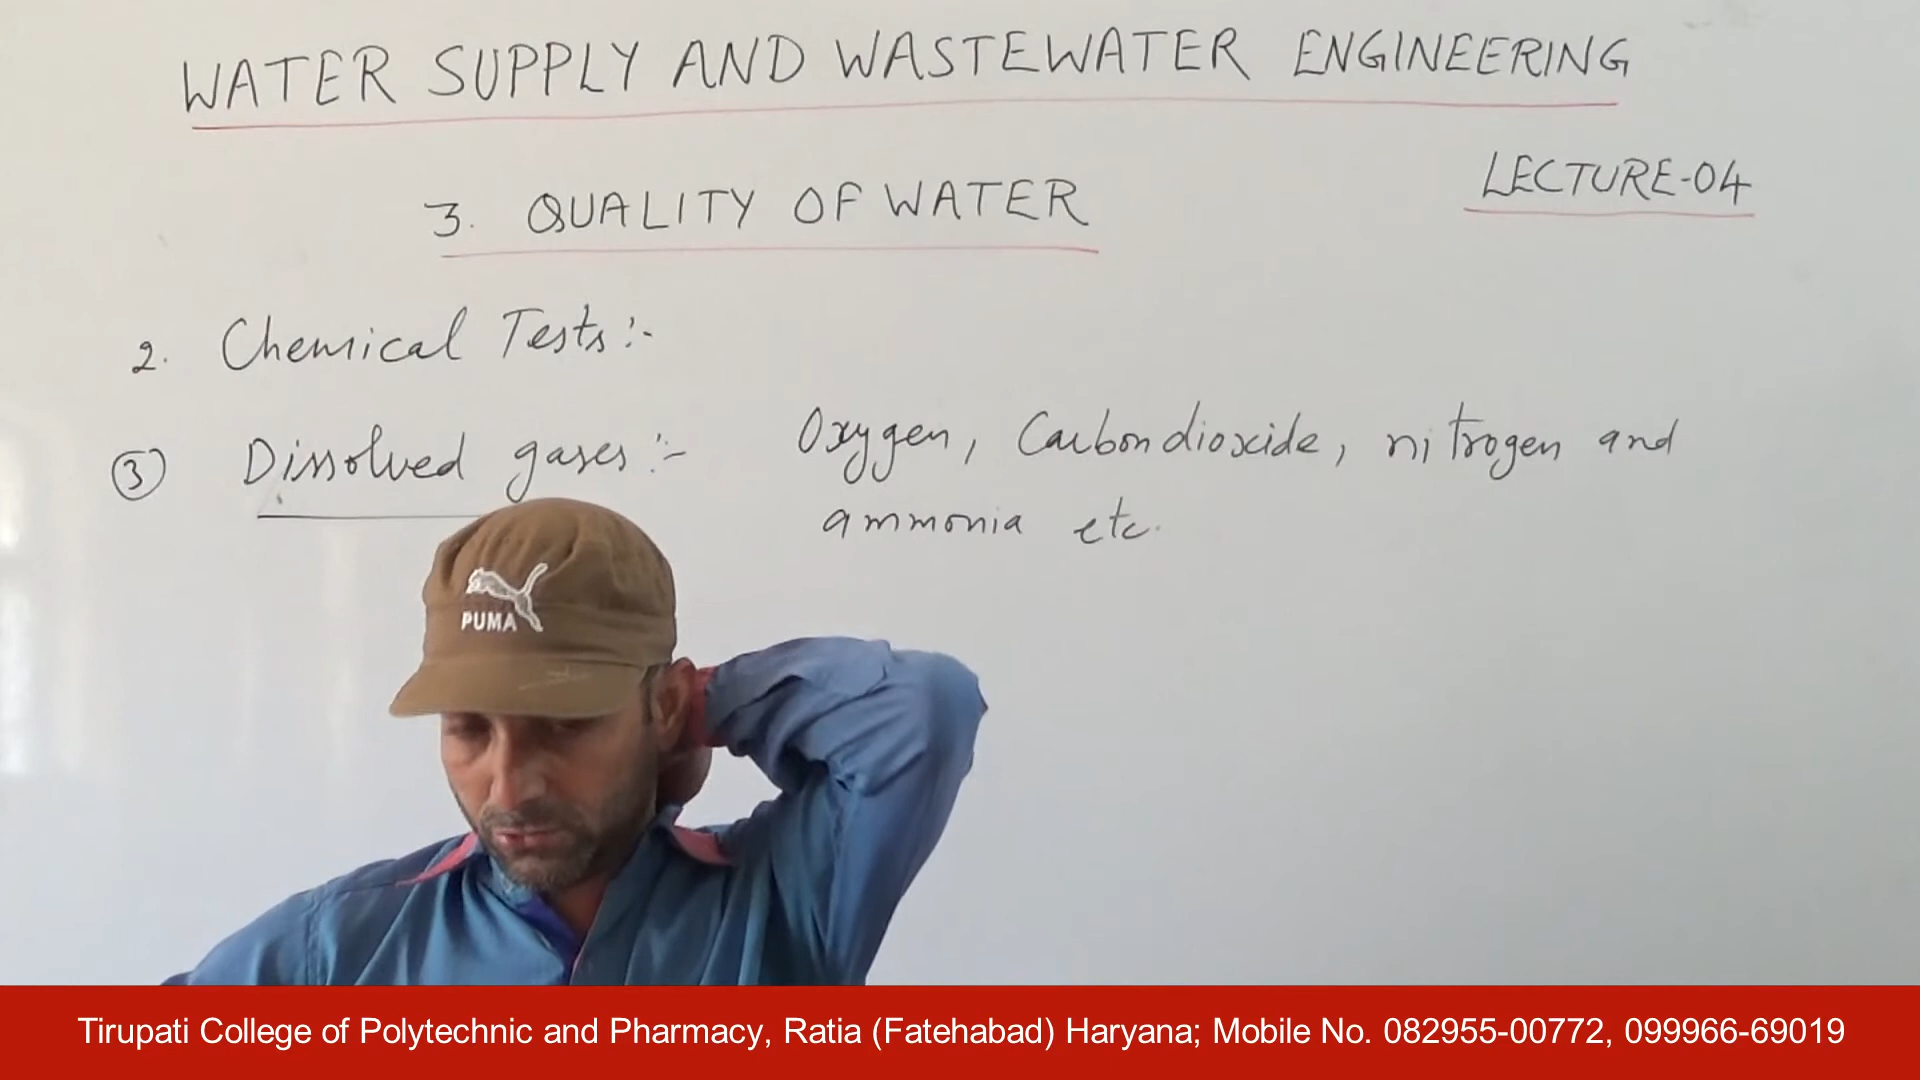 WATER SUPPLY AND WASTEWATER ENGINEERING
LECTURE-04
3. QUALITY OF WATER
2. Chemical Tests:-
③ Dissolved gases:- Oxygen, Carbondioxide, nitrogen and
ammonia etc.
PUMA
Tirupati College of Polytechnic and Pharmacy, Ratia (Fatehabad) Haryana; Mobile No. 082955-00772, 099966-69019